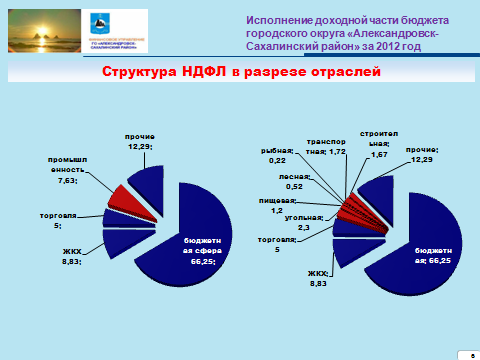 Исполнение доходной части бюджета
городского округа «Александровск-
Сахалинский район» за 2012 год
ФИНАНСОВОЕ УПРАВЛЕНИЕ
ГО «АЛЕКСАНДРОВСК-
САХАЛИНСКИЙ РАЙОН»
Структура НДФЛ в разрезе отраслей
прочие
12,29;
промышл
енность
7,63;
торговля
5;
ЖКХ
8,83;
бюджетн
ая сфера
66,25;
строител
ьная;
1,67
транспор
тная; 1,72
рыбная;
0,22
прочие;
12,29
лесная;
0,52
пищевая;
1,2
угольная;
2,3
торговля;
5
ЖКХ;
8,83
бюджетн
ая; 66,25
6